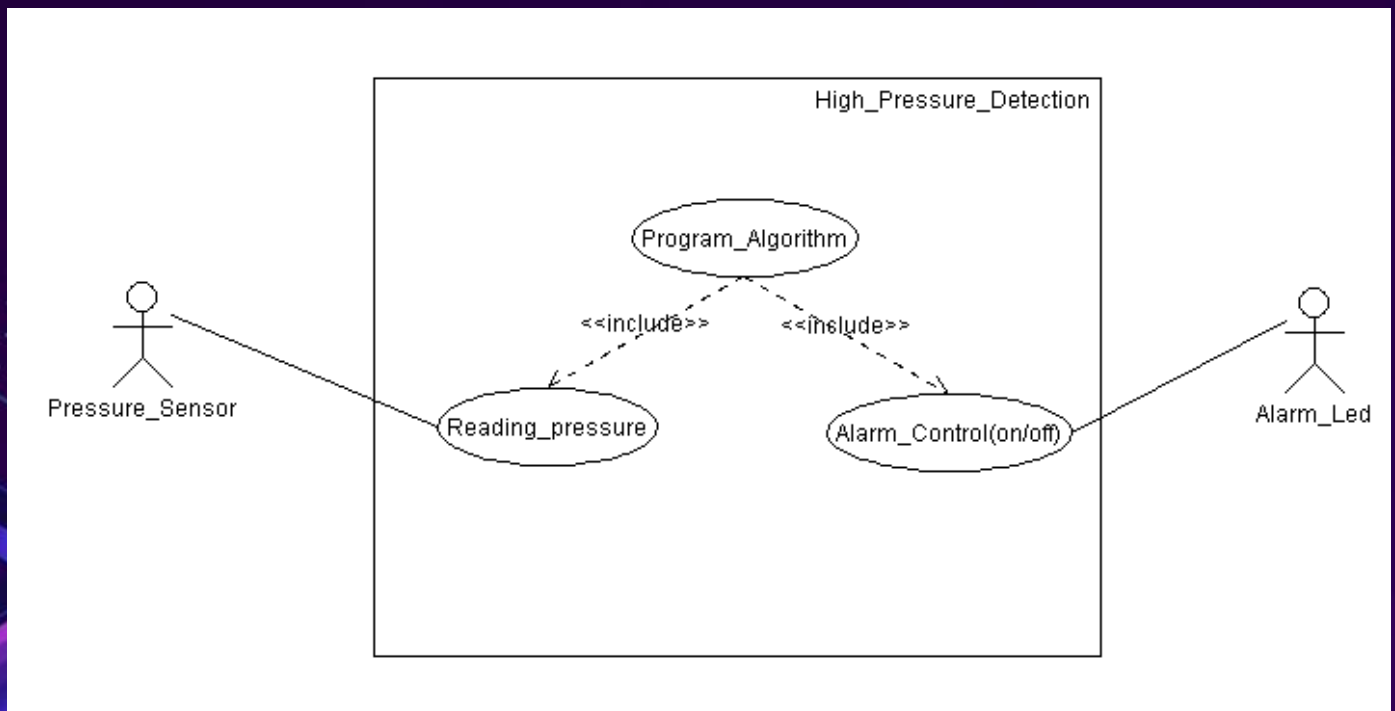 High_Pressure_Detection
Program_Algorithm
<<include>>
<<include>>
Pressure_Sensor
Reading_pressure
Alarm_Control(on/off)
Alarm_Led